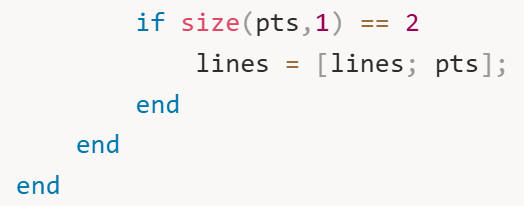 if size(pts,1) == 2
lines = [lines; pts];
end
end
end